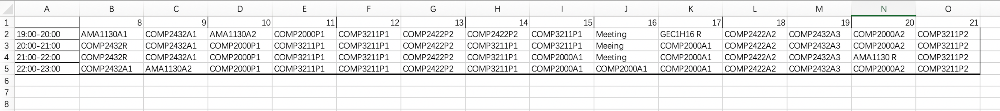 A B C D E F G H I J K L M N O
1 8 9 10 11 12 13 14 15 16 17 18 19 20 21
2 19:00-20:00 AMA1130A1 COMP2432A1 AMA1130A2 COMP2000P1 COMP3211P1 COMP2422P2 COMP2422P2 COMP3211P1 Meeting GEC1H16 R COMP2422A2 COMP2432A3 COMP2000A2 COMP3211P2
3 20:00-21:00 COMP2432R COMP2432A1 COMP2000P1 COMP3211P1 COMP3211P1 COMP2422P2 COMP3211P1 COMP3211P1 Meeing COMP2000A1 COMP2422A2 COMP2432A3 COMP2000A2 COMP3211P2
4 21:00-22:00 COMP2432R COMP2432A1 COMP2000P1 COMP3211P1 COMP3211P1 COMP2422P2 COMP3211P1 COMP2000A1 Meeting COMP2000A1 COMP2422A2 COMP2432A3 AMA1130 R COMP3211P2
5 22:00-23:00 COMP2432A1 AMA1130A2 COMP2000P1 COMP3211P1 COMP3211P1 COMP2422P2 COMP3211P1 COMP2000A1 COMP2000A1 COMP2000A1 COMP2422A2 COMP2432A3 COMP2000A2 COMP3211P2
6
7
8